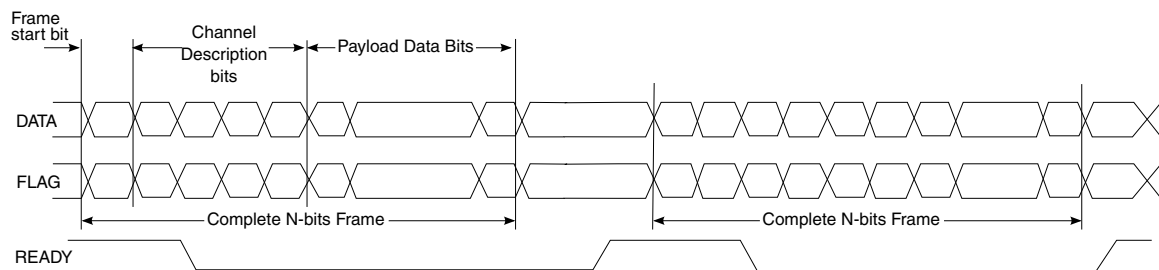 Frame
start bit
Channel
Description
bits
Payload Data Bits
DATA
FLAG
Complete N-bits Frame
Complete N-bits Frame
READY